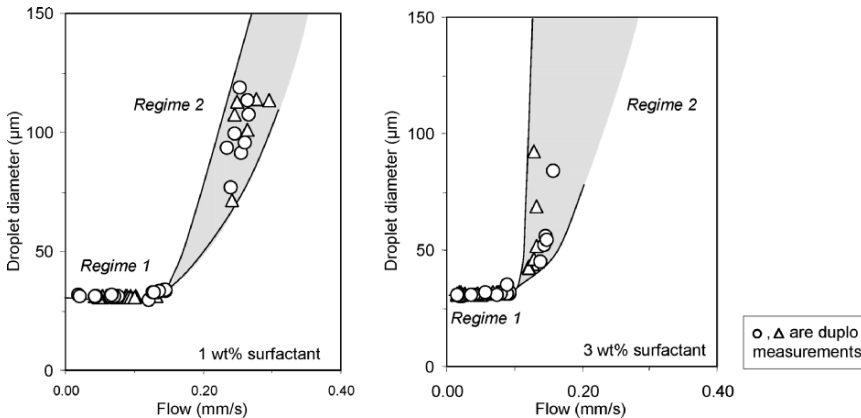 150
100
50
0
Droplet diameter (μm)
Regime 2
Regime 1
1 wt% surfactant
0.00
0.20
0.40
Flow (mm/s)
150
100
50
0
Droplet diameter (μm)
Regime 2
Regime 1
3 wt% surfactant
0.00
0.20
0.40
Flow (mm/s)
O , Δ are duplo
measurements